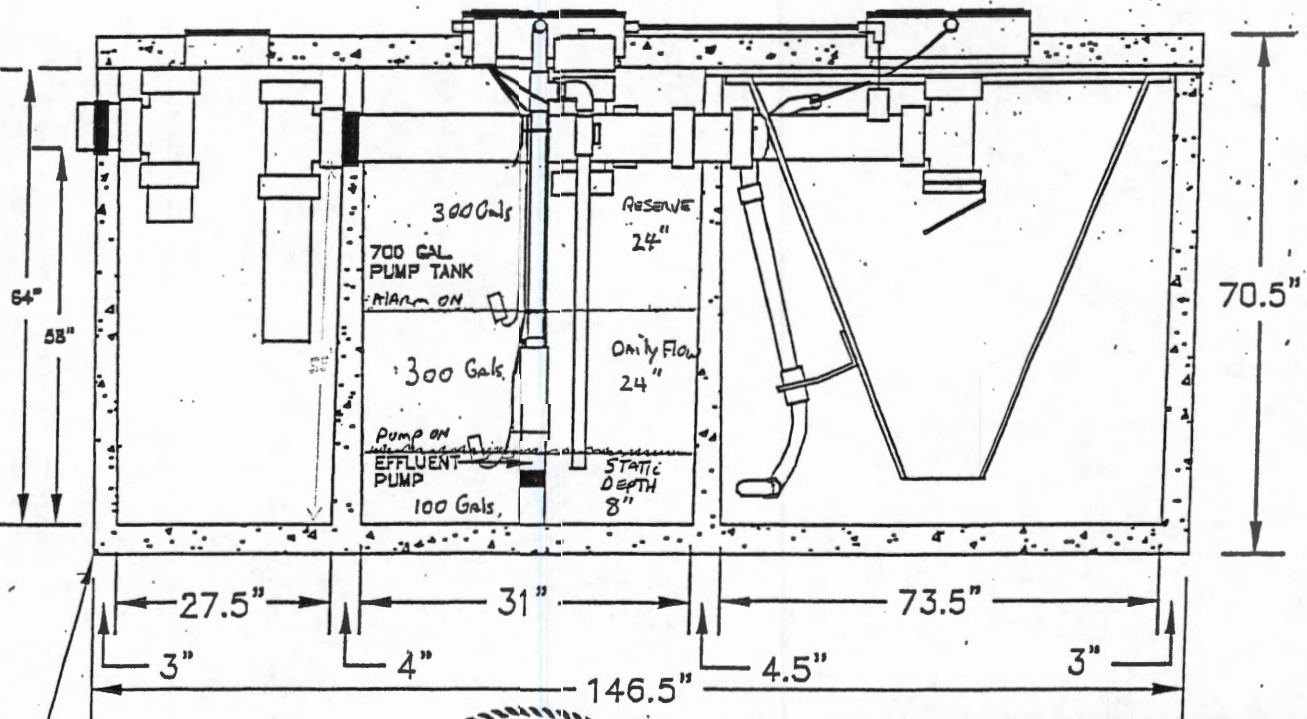 300 Gals
RESERVE
24"
700 GAL
PUMP TANK
ALARM ON
64"
58"
70.5"
300 Gals.
DAily Flow
24"
Pump ON
EFFLUENT
PUMP
STATiC
DEPTH
8"
100 Gals.
27.5"
31"
73.5"
3"
4"
4.5"
3"
146.5"